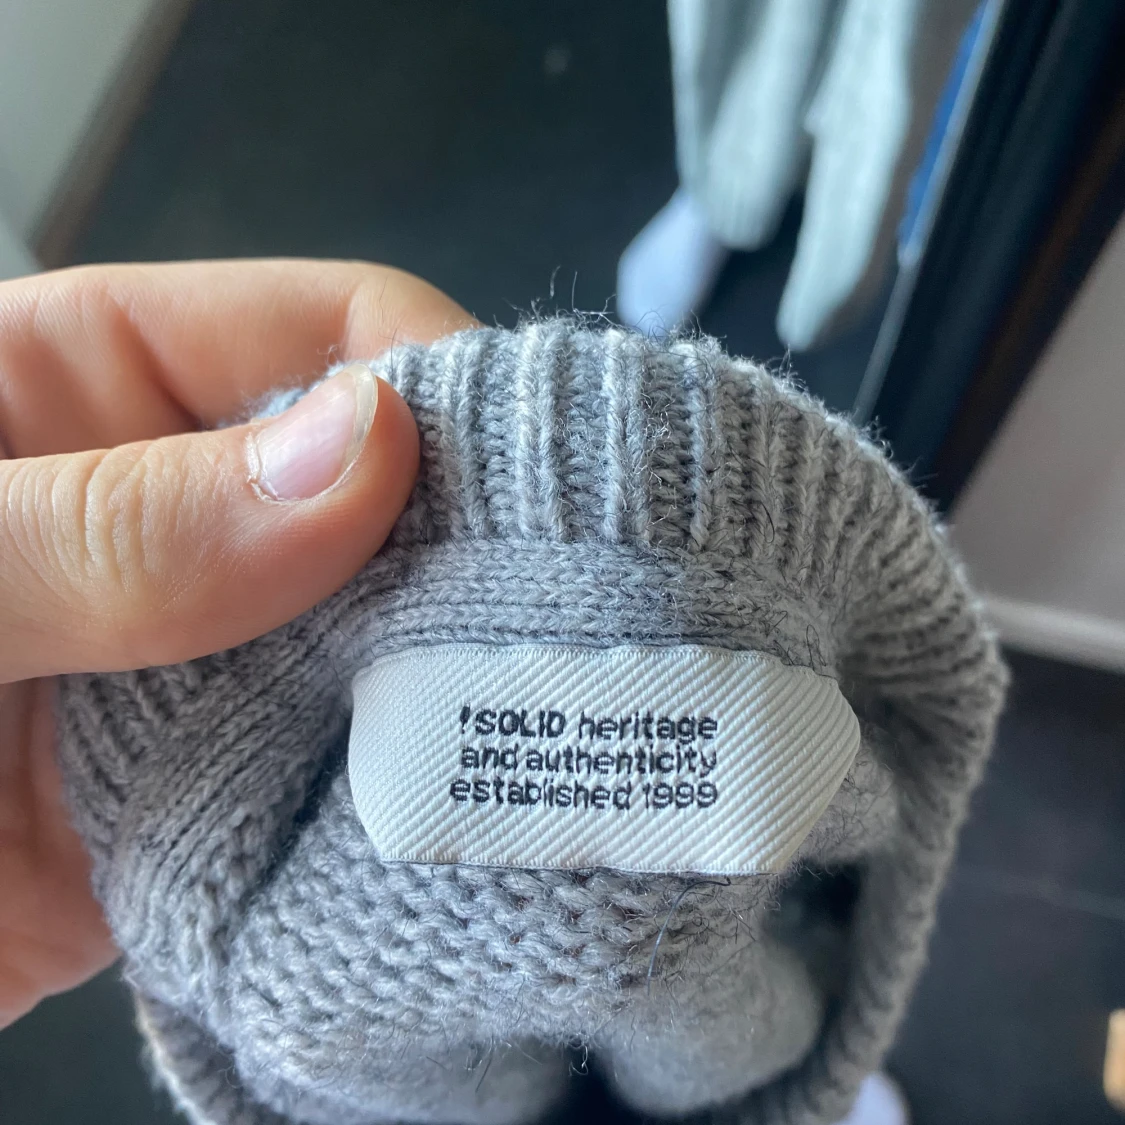 !SOLID heritage
and authenticity
established 1999